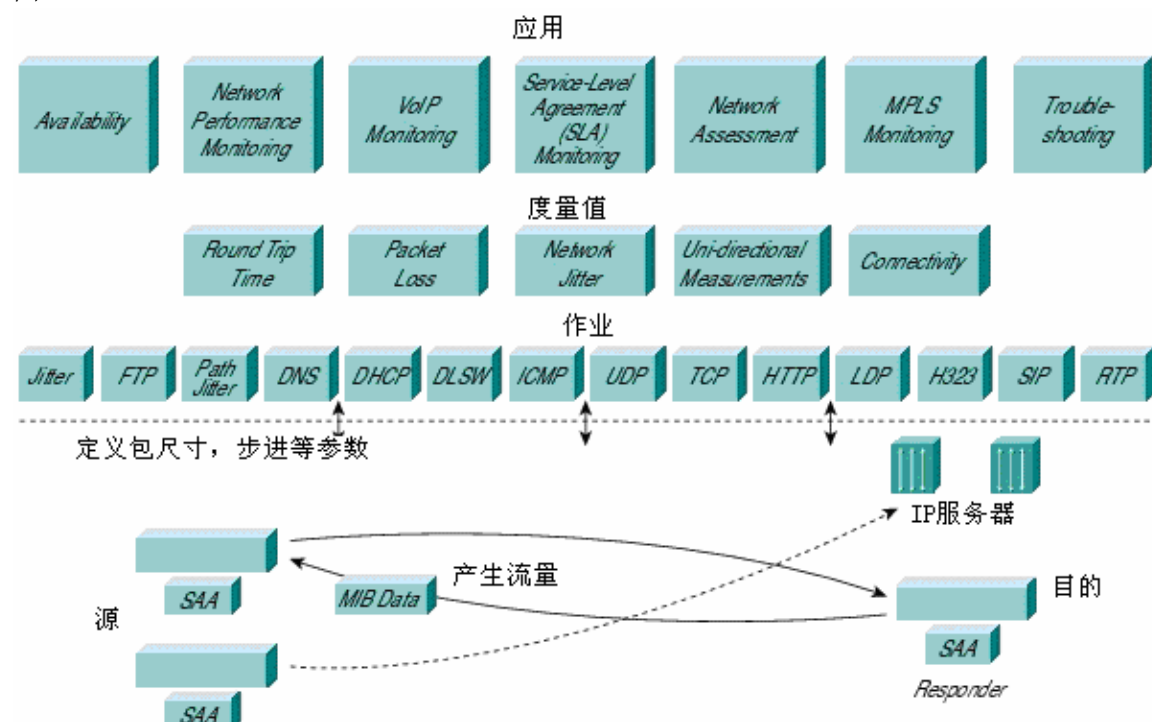 应用
Availability
Network
Performance
Monitoring
VoIP
Monitoring
Service-Level
Agreement
(SLA)
Monitoring
Network
Assessment
MPLS
Monitoring
Trouble-
shooting
度量值
Round Trip
Time
Packet
Loss
Network
Jitter
Uni-directional
Measurements
Connectivity
作业
Jitter
FTP
Path
Jitter
DNS
DHCP
DLSW
ICMP
UDP
TCP
HTTP
LDP
H323
SIP
RTP
定义包尺寸，步进等参数
IP服务器
产生流量
目的
SAA
MIB Data
源
SAA
Responder
SAA